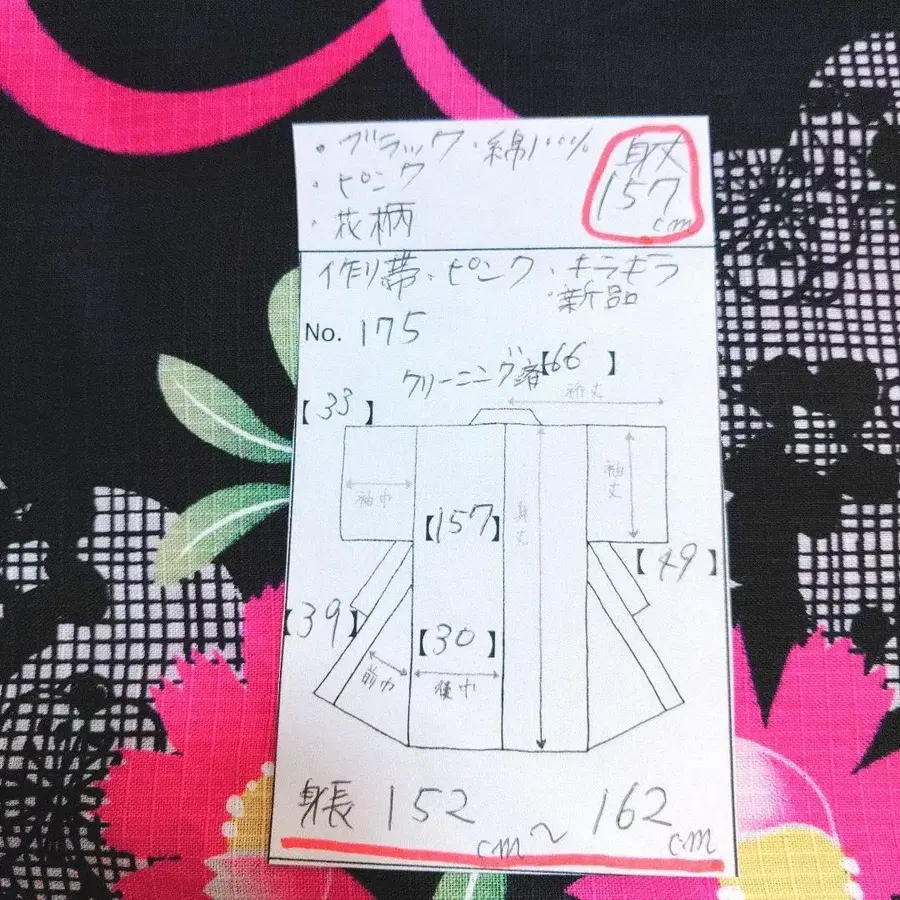 ・ブラック ・綿100%
・ピンク
・花柄
身丈
157
cm
作り帯・ピンク・キラキラ
・新品
No. 175
クリーニング済
【66】
裄丈
【33】
袖巾
袖丈
【157】
身丈
【49】
【39】
【30】
前巾
後巾
身長 152cm～162cm